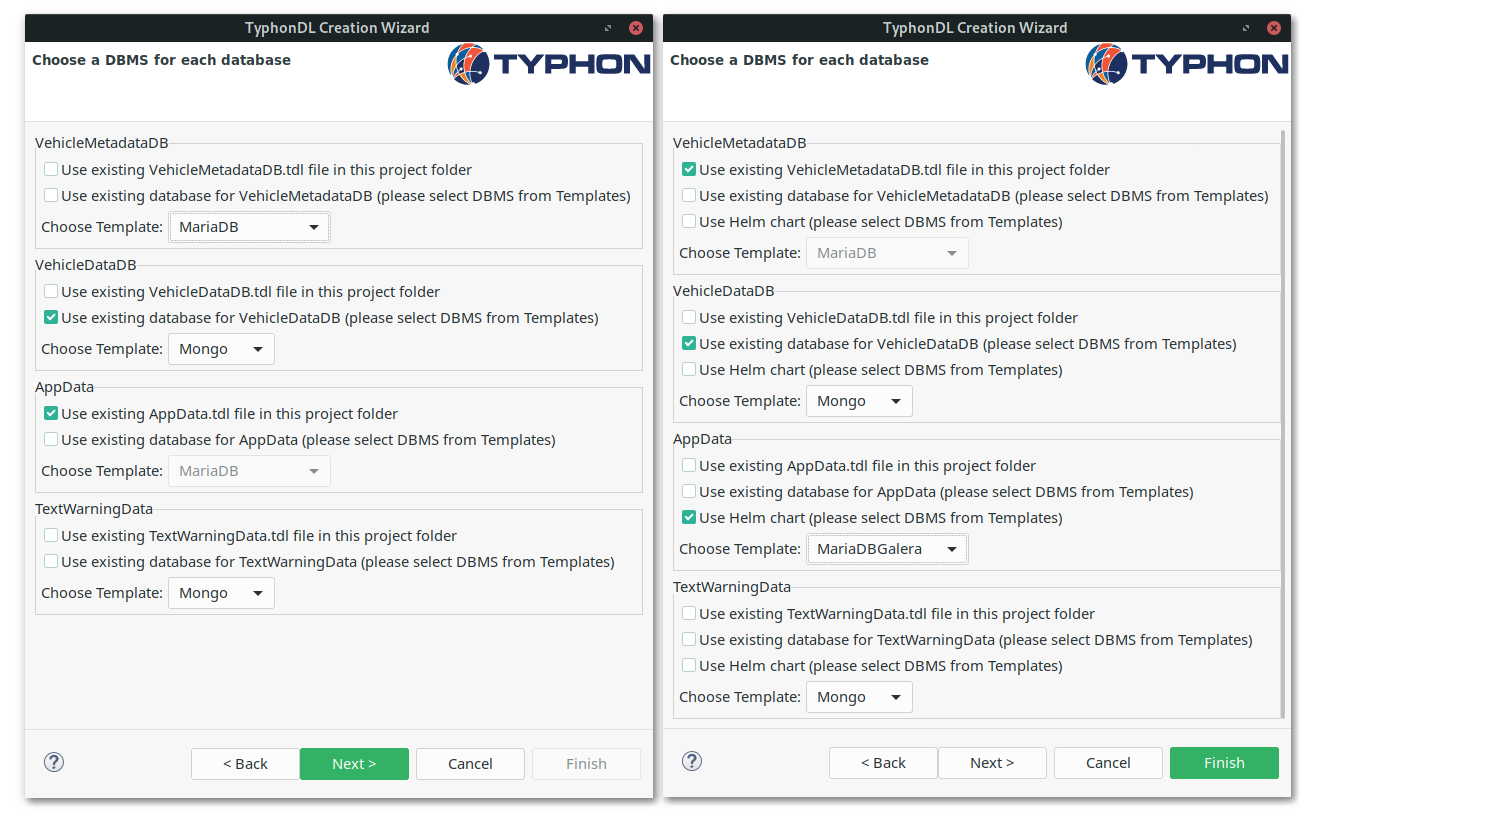 TyphonDL Creation Wizard
Choose a DBMS for each database
TYPHON
VehicleMetadataDB
Use existing VehicleMetadataDB.tdl file in this project folder
Use existing database for VehicleMetadataDB (please select DBMS from Templates)
Choose Template: MariaDB
VehicleDataDB
Use existing VehicleDataDB.tdl file in this project folder
Use existing database for VehicleDataDB (please select DBMS from Templates)
Choose Template: Mongo
AppData
Use existing AppData.tdl file in this project folder
Use existing database for AppData (please select DBMS from Templates)
Choose Template: MariaDB
TextWarningData
Use existing TextWarningData.tdl file in this project folder
Use existing database for TextWarningData (please select DBMS from Templates)
Choose Template: Mongo
? < Back Next > Cancel Finish
TyphonDL Creation Wizard
Choose a DBMS for each database
TYPHON
VehicleMetadataDB
Use existing VehicleMetadataDB.tdl file in this project folder
Use existing database for VehicleMetadataDB (please select DBMS from Templates)
Use Helm chart (please select DBMS from Templates)
Choose Template: MariaDB
VehicleDataDB
Use existing VehicleDataDB.tdl file in this project folder
Use existing database for VehicleDataDB (please select DBMS from Templates)
Use Helm chart (please select DBMS from Templates)
Choose Template: Mongo
AppData
Use existing AppData.tdl file in this project folder
Use existing database for AppData (please select DBMS from Templates)
Use Helm chart (please select DBMS from Templates)
Choose Template: MariaDBGalera
TextWarningData
Use existing TextWarningData.tdl file in this project folder
Use existing database for TextWarningData (please select DBMS from Templates)
Use Helm chart (please select DBMS from Templates)
Choose Template: Mongo
? < Back Next > Cancel Finish